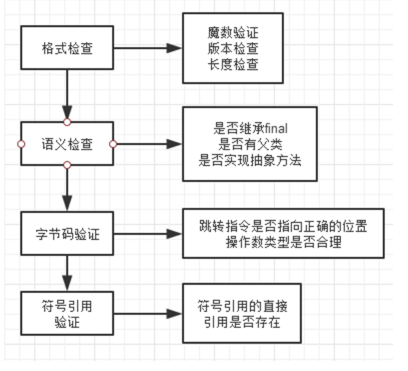 格式检查
魔数验证
版本检查
长度检查
语义检查
是否继承final
是否有父类
是否实现抽象方法
字节码验证
跳转指令是否指向正确的位置
操作数类型是否合理
符号引用
验证
符号引用的直接
引用是否存在